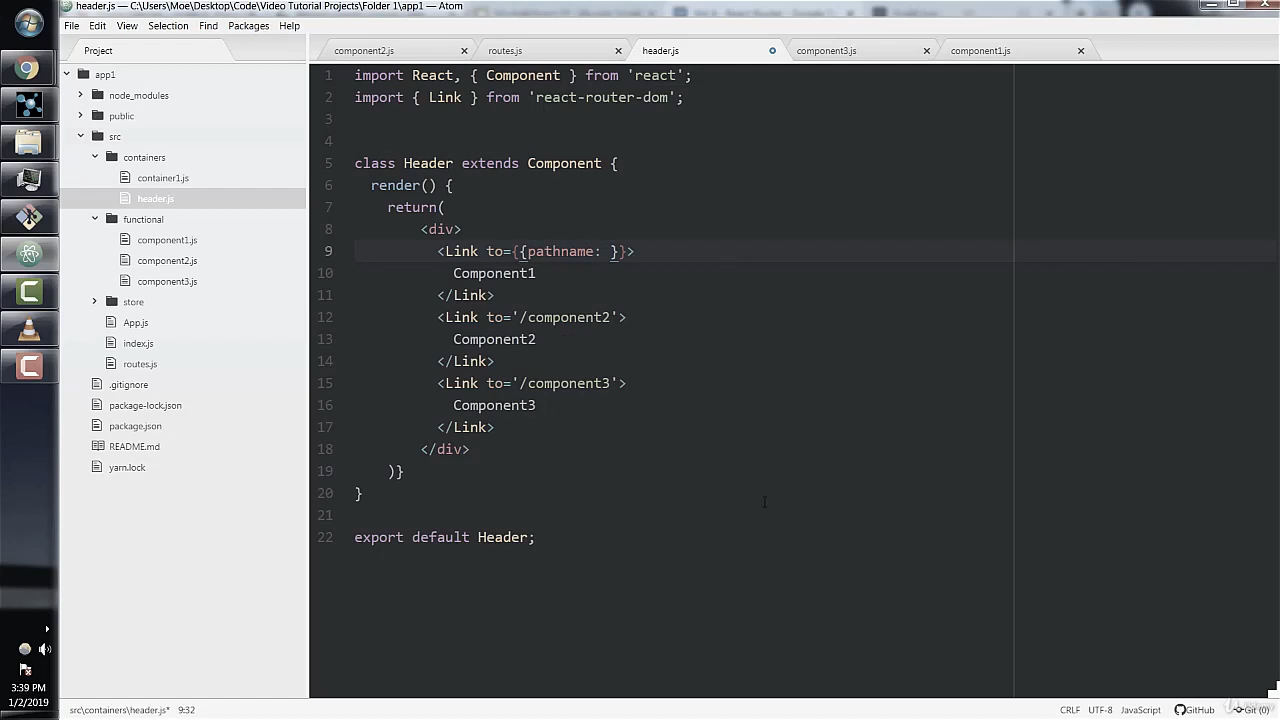 header.js — C:\Users\Moe\Desktop\Code\Video Tutorial Projects\Folder 1\app1 — Atom
File Edit View Selection Find Packages Help
Project
component2.js
routes.js
header.js
component3.js
component1.js
app1
node_modules
public
src
containers
container1.js
header.js
functional
component1.js
component2.js
component3.js
store
App.js
index.js
routes.js
.gitignore
package-lock.json
package.json
README.md
yarn.lock
1 import React, { Component } from 'react';
2 import { Link } from 'react-router-dom';
3
4
5 class Header extends Component {
6 render() {
7 return(
8 <div>
9 <Link to={{pathname: }}>
10 Component1
11 </Link>
12 <Link to='/component2'>
13 Component2
14 </Link>
15 <Link to='/component3'>
16 Component3
17 </Link>
18 </div>
19 )}
20 }
21
22 export default Header;
3:39 PM
1/2/2019
src\containers\header.js* 9:32
CRLF UTF-8 JavaScript GitHub Git (0)